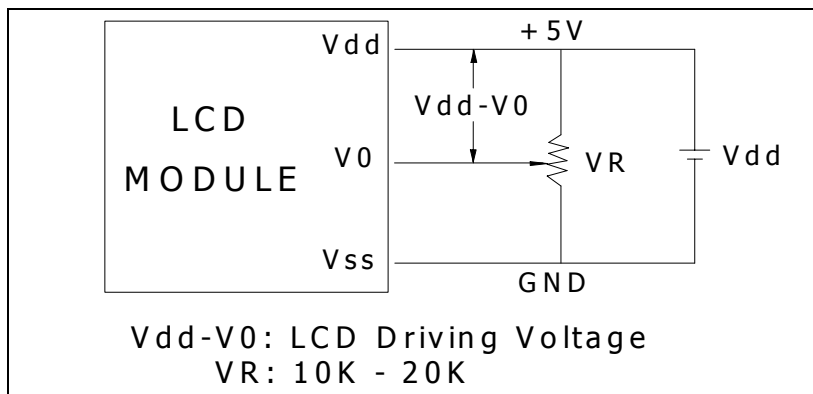 +5V
Vdd
Vdd-V0
LCD
MODULE
V0
VR
Vdd
Vss
GND
Vdd-V0: LCD Driving Voltage
VR: 10K - 20K